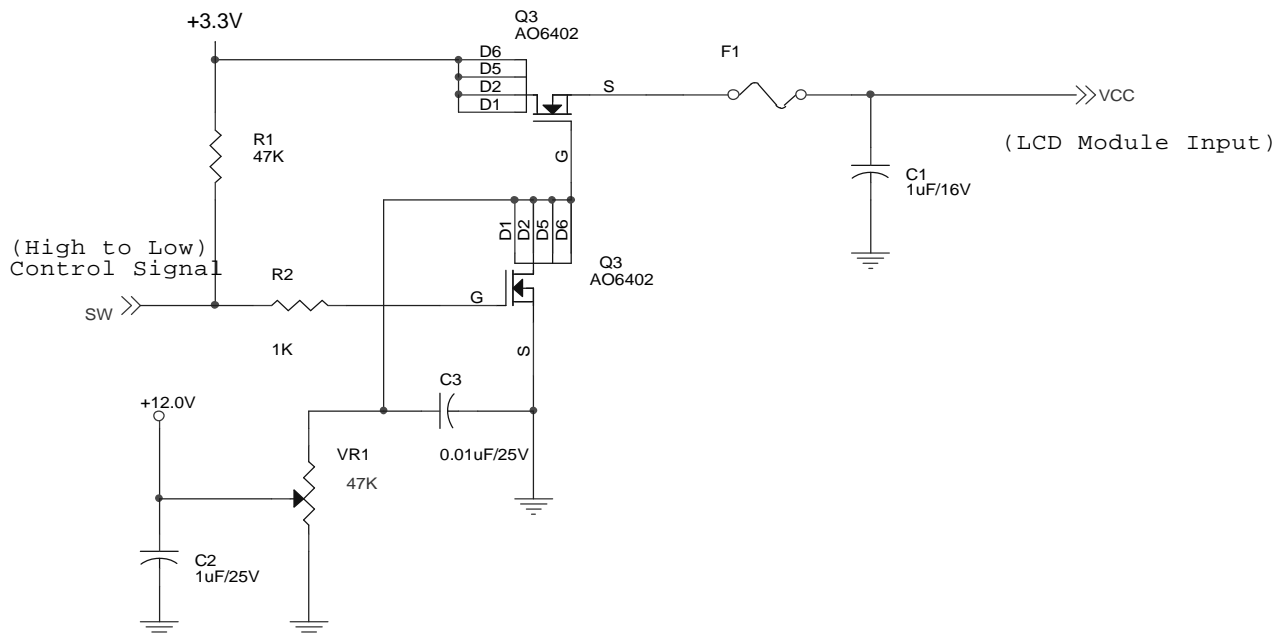 +3.3V
Q3
AO6402
D6
D5
D2
D1
S
F1
VCC
(LCD Module Input)
R1
47K
G
C1
1uF/16V
D1
D2
D5
D6
(High to Low)
Control Signal
SW
R2
1K
G
Q3
AO6402
S
C3
0.01uF/25V
+12.0V
VR1
47K
C2
1uF/25V